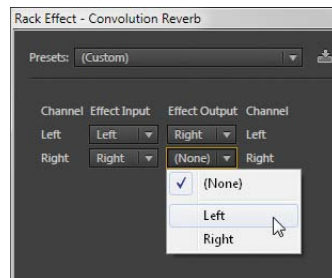 Rack Effect - Convolution Reverb
Presets: (Custom)
Channel Effect Input Effect Output Channel
Left Left Right Left
Right Right (None) Right
(None)
Left
Right